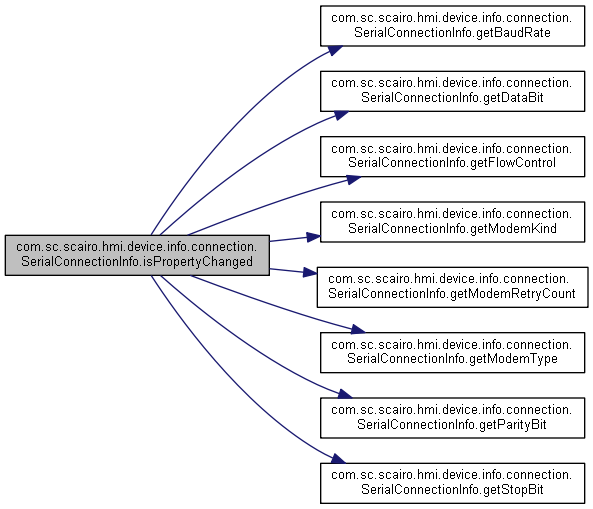 com.sc.scairo.hmi.device.info.connection.
SerialConnectionInfo.getBaudRate
com.sc.scairo.hmi.device.info.connection.
SerialConnectionInfo.getDataBit
com.sc.scairo.hmi.device.info.connection.
SerialConnectionInfo.getFlowControl
com.sc.scairo.hmi.device.info.connection.
SerialConnectionInfo.getModemKind
com.sc.scairo.hmi.device.info.connection.
SerialConnectionInfo.isPropertyChanged
com.sc.scairo.hmi.device.info.connection.
SerialConnectionInfo.getModemRetryCount
com.sc.scairo.hmi.device.info.connection.
SerialConnectionInfo.getModemType
com.sc.scairo.hmi.device.info.connection.
SerialConnectionInfo.getParityBit
com.sc.scairo.hmi.device.info.connection.
SerialConnectionInfo.getStopBit